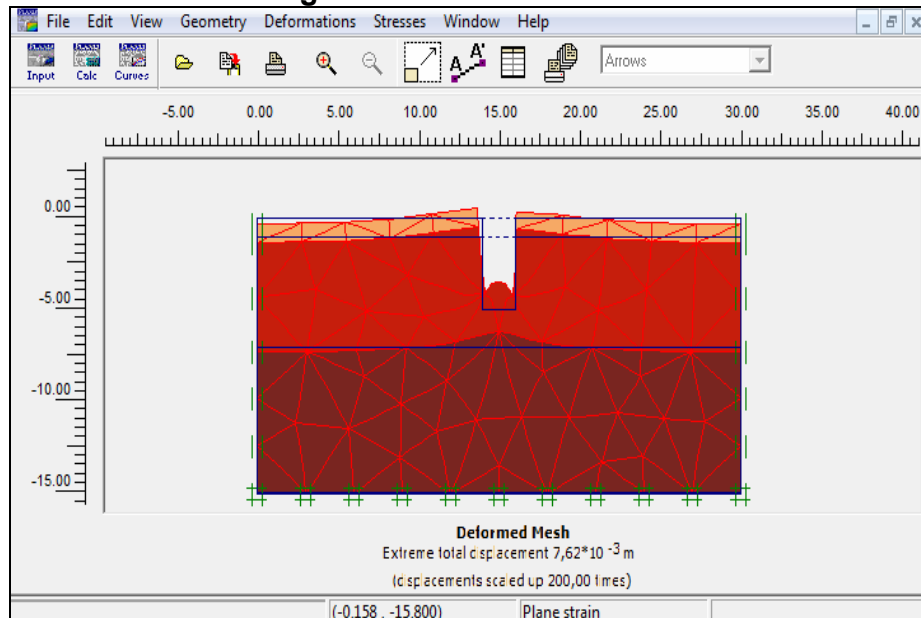 File Edit View Geometry Deformations Stresses Window Help
Input Calc Curves Arrows
-5.00 0.00 5.00 10.00 15.00 20.00 25.00 30.00 35.00 40.00
0.00
-5.00
-10.00
-15.00
Deformed Mesh
Extreme total displacement 7,62*10 -3 m
(displacements scaled up 200,00 times)
(-0.158 , -15.800) Plane strain